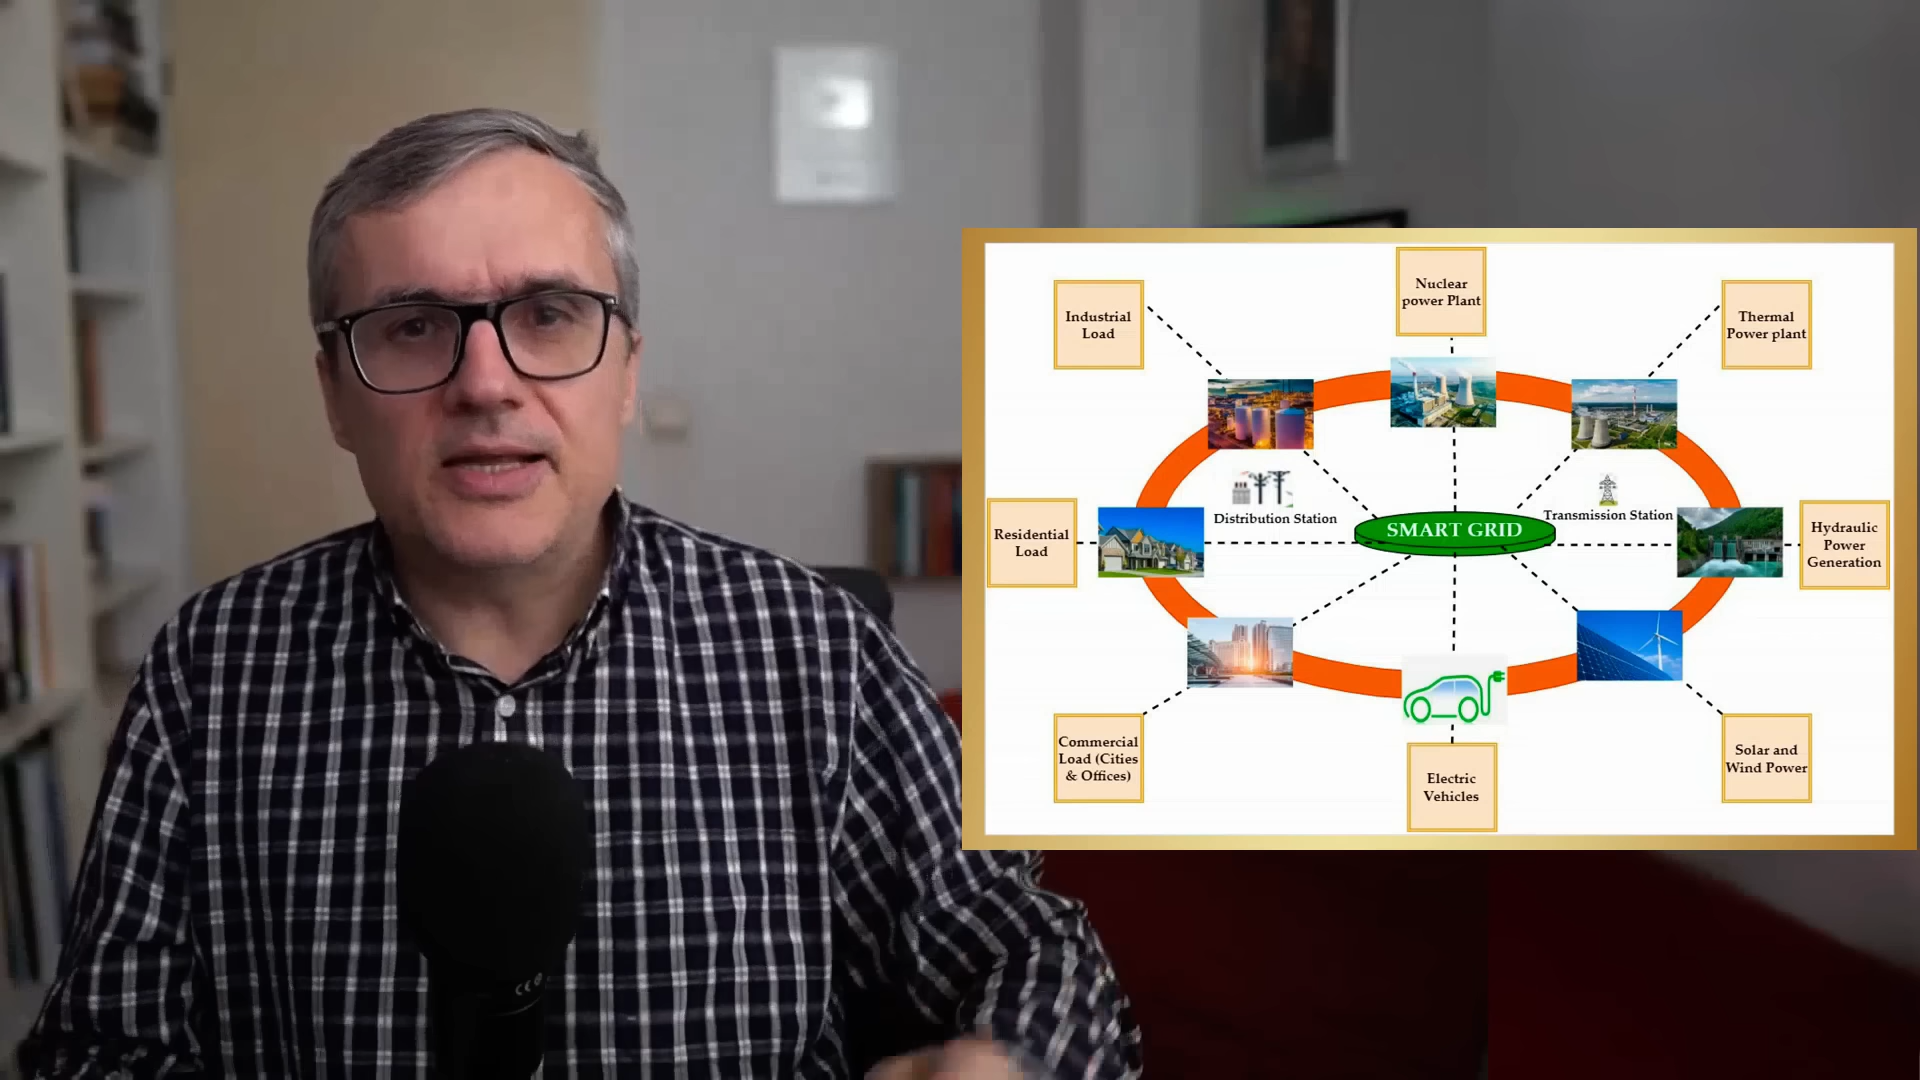 Nuclear
power Plant
Industrial
Load
Thermal
Power plant
Distribution Station
SMART GRID
Transmission Station
Residential
Load
Hydraulic
Power
Generation
Commercial
Load (Cities
& Offices)
Electric
Vehicles
Solar and
Wind Power
CE